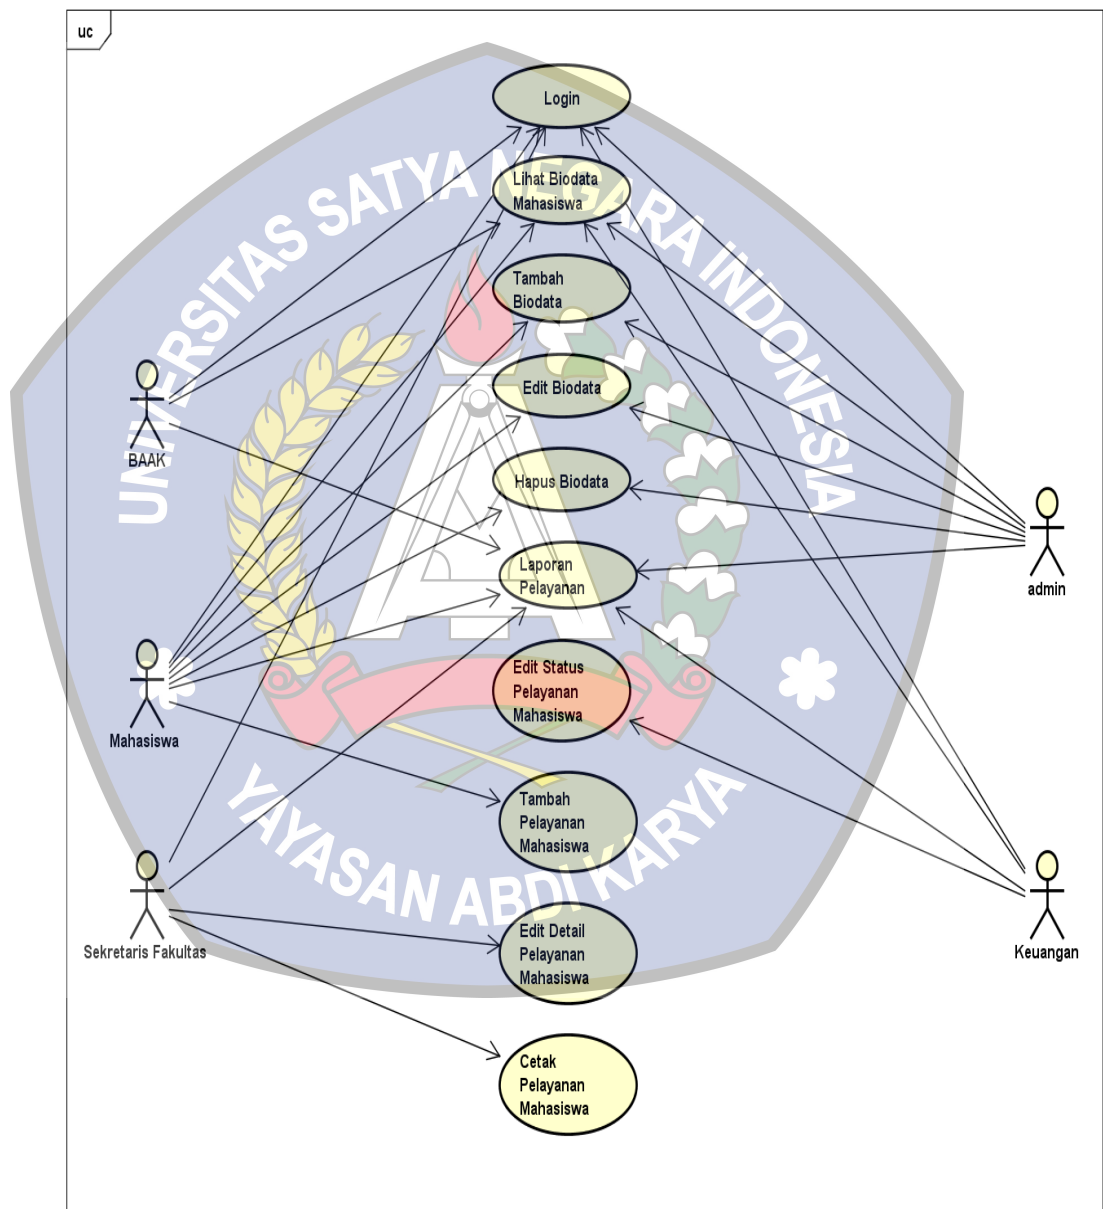 uc
Login
Lihat Biodata
Mahasiswa
Tambah
Biodata
Edit Biodata
Hapus Biodata
Laporan
Pelayanan
Edit Status
Pelayanan
Mahasiswa
Tambah
Pelayanan
Mahasiswa
Edit Detail
Pelayanan
Mahasiswa
Cetak
Pelayanan
Mahasiswa
BAAK
Mahasiswa
Sekretaris Fakultas
admin
Keuangan
UNIVERSITAS SATYA NEGARA INDONESIA
YAYASAN ABDI KARYA